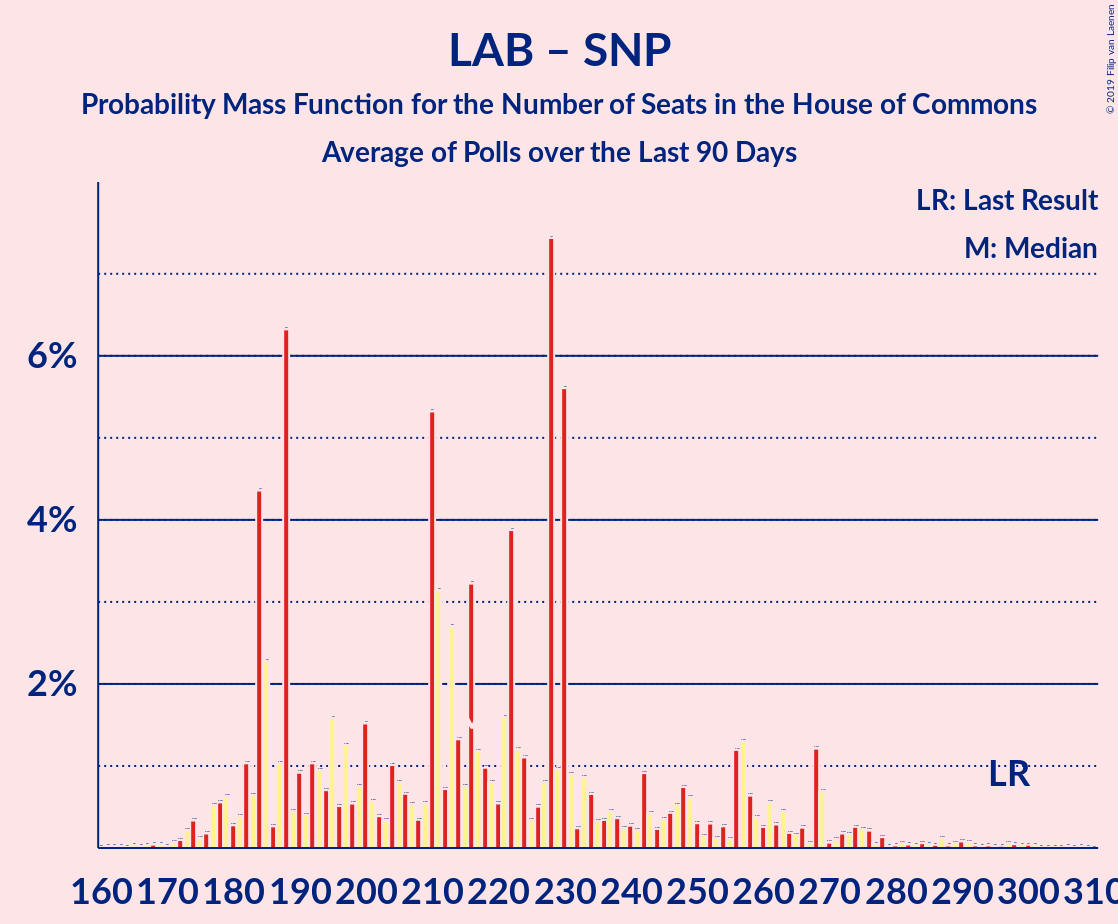 LAB – SNP
Probability Mass Function for the Number of Seats in the House of Commons
Average of Polls over the Last 90 Days
© 2019 Filip van Laenen
LR: Last Result
M: Median
6%
4%
2%
LR
160 170 180 190 200 210 220 230 240 250 260 270 280 290 300 310